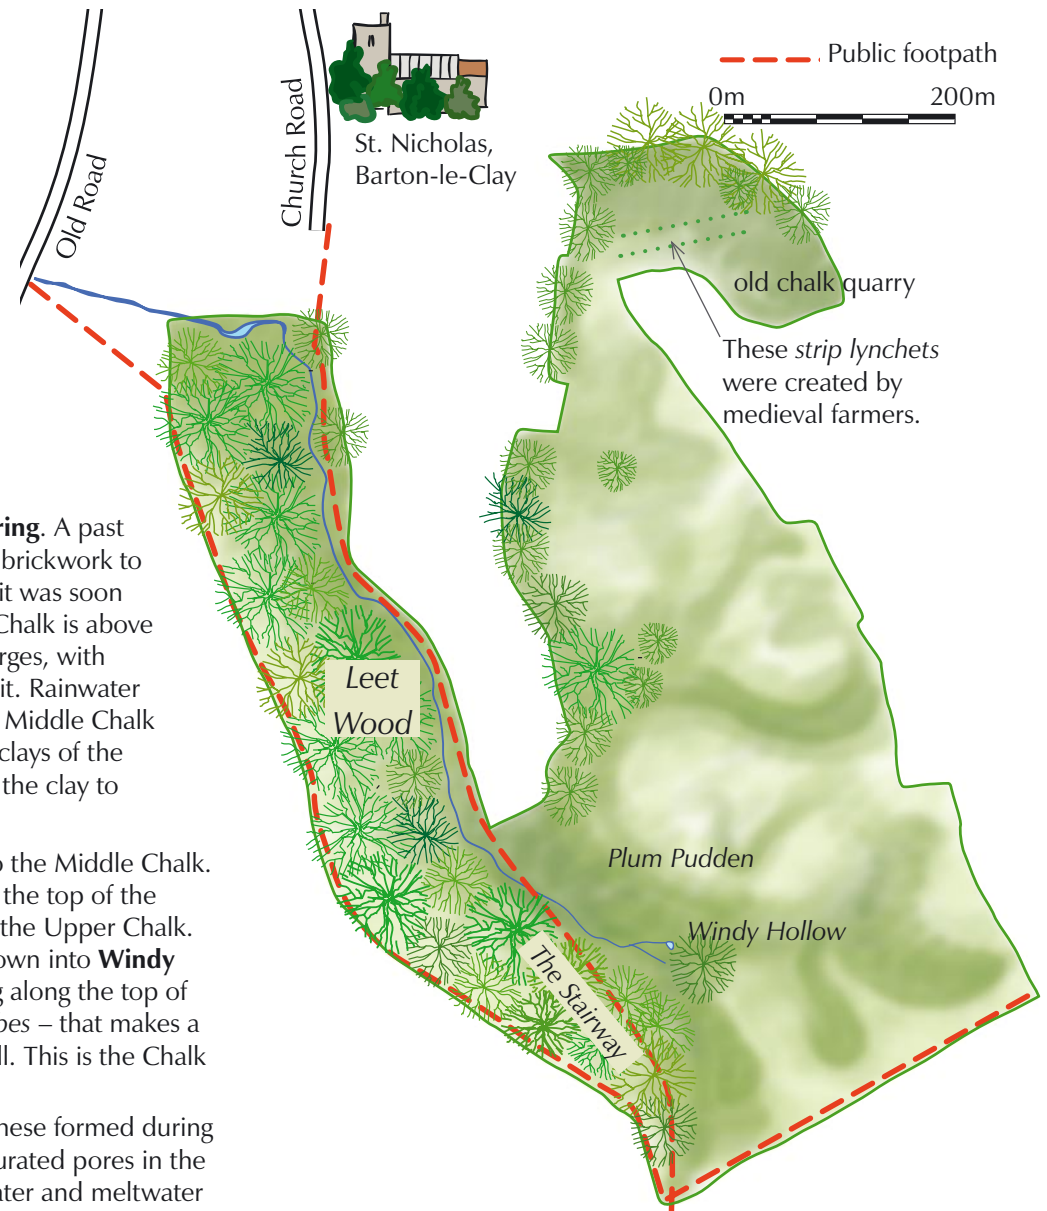 Public footpath
0m 200m
Old Road
Church Road
St. Nicholas,
Barton-le-Clay
old chalk quarry
These strip lynchets
were created by
medieval farmers.
ring. A past
brickwork to
it was soon
Chalk is above
rges, with
it. Rainwater
Middle Chalk
clays of the
the clay to
Leet
Wood
Plum Pudden
Windy Hollow
The Stairway
o the Middle Chalk.
the top of the
the Upper Chalk.
own into Windy
g along the top of
pes – that makes a
ll. This is the Chalk
hese formed during
urated pores in the
ater and meltwater